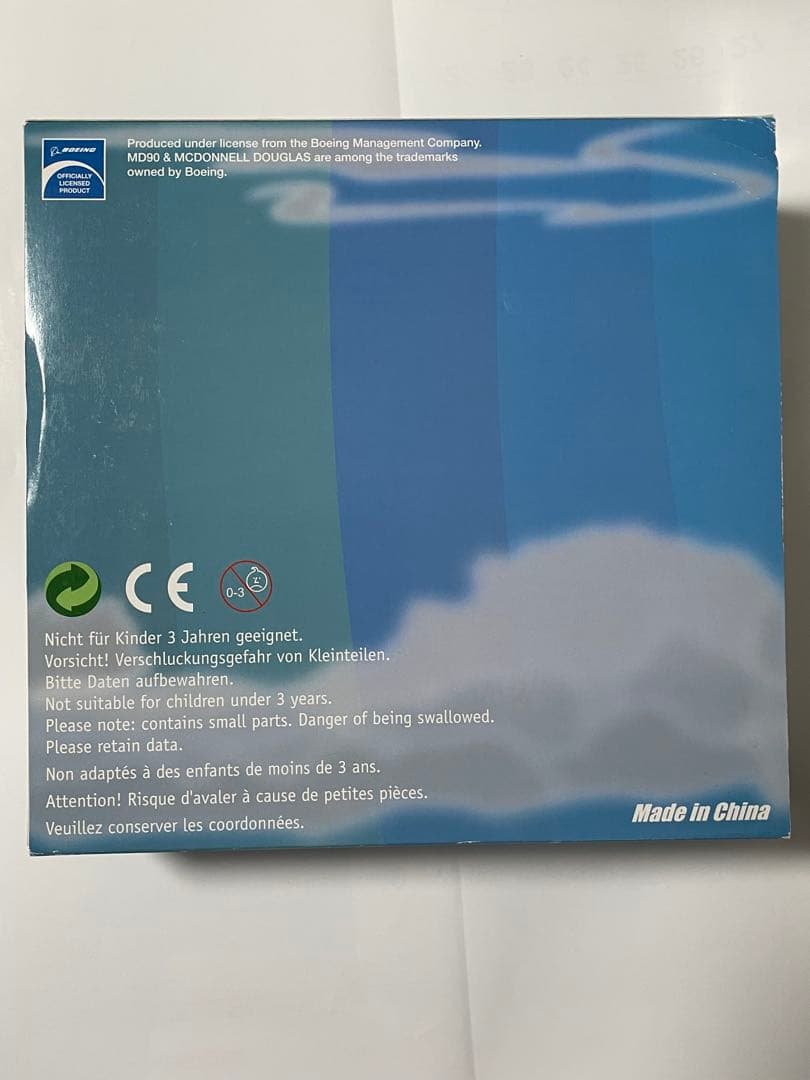 BOEING
OFFICIALLY
LICENSED
PRODUCT
Produced under license from the Boeing Management Company.
MD90 & MCDONNELL DOUGLAS are among the trademarks
owned by Boeing.
CE
0-3
Nicht für Kinder 3 Jahren geeignet.
Vorsicht! Verschluckungsgefahr von Kleinteilen.
Bitte Daten aufbewahren.
Not suitable for children under 3 years.
Please note: contains small parts. Danger of being swallowed.
Please retain data.
Non adaptés à des enfants de moins de 3 ans.
Attention! Risque d'avaler à cause de petites pièces.
Veuillez conserver les coordonnées.
Made in China